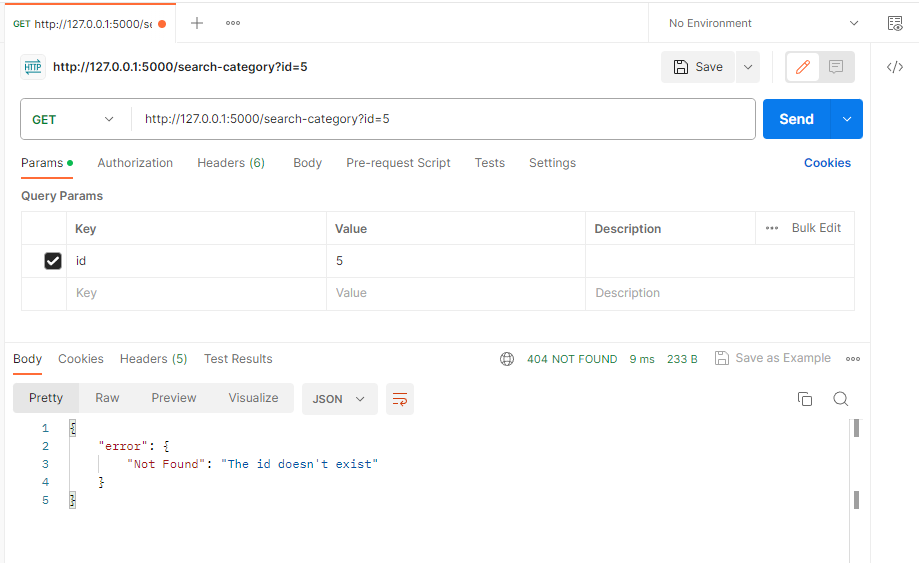 GET http://127.0.0.1:5000/se
No Environment
HTTP http://127.0.0.1:5000/search-category?id=5
Save
GET http://127.0.0.1:5000/search-category?id=5
Send
Params Authorization Headers (6) Body Pre-request Script Tests Settings Cookies
Query Params
Key Value Description Bulk Edit
id 5
Key Value Description
Body Cookies Headers (5) Test Results 404 NOT FOUND 9 ms 233 B Save as Example
Pretty Raw Preview Visualize JSON
1 {
2 "error": {
3 "Not Found": "The id doesn't exist"
4 }
5 }